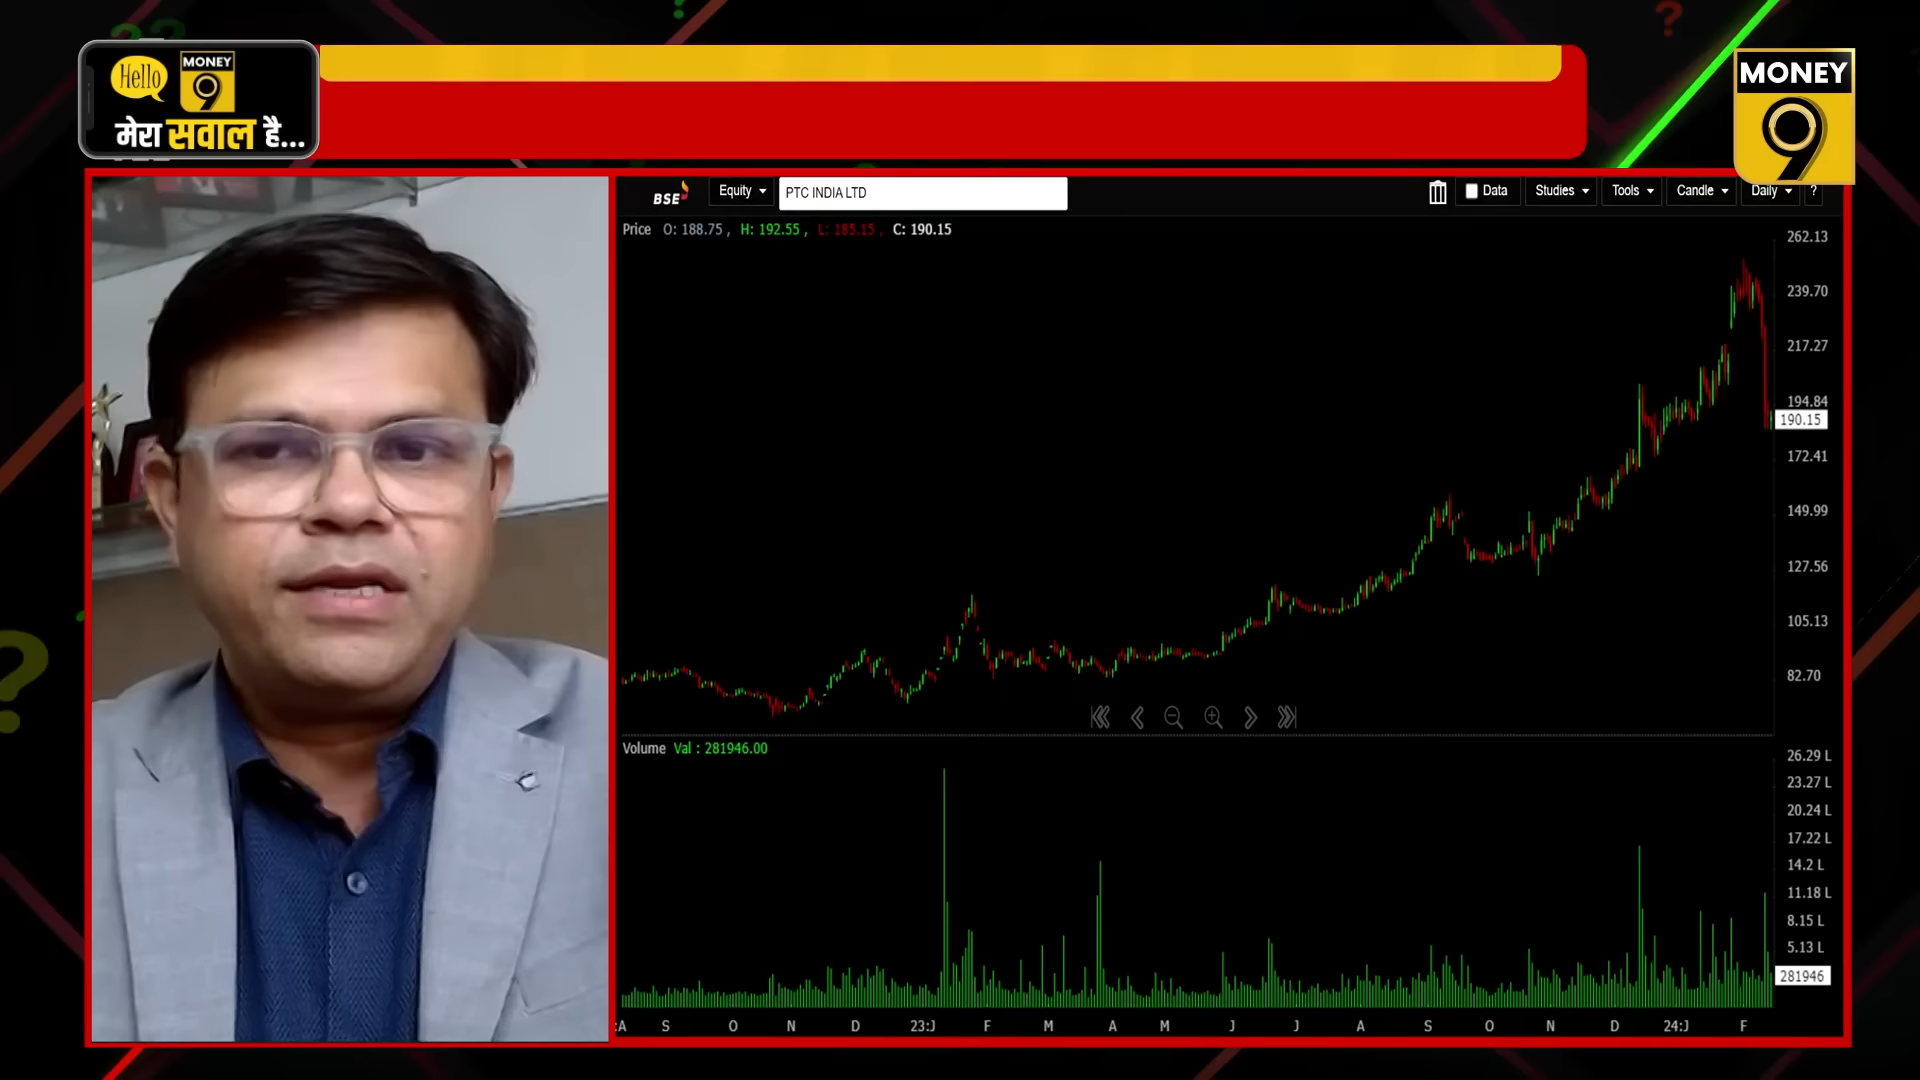 Hello
MONEY
9
मेरा सवाल है...
MONEY
9
BSE
Equity
PTC INDIA LTD
Data
Studies
Tools
Candle
Daily
?
Price O: 188.75 , H: 192.55 , L: 185.15 , C: 190.15
262.13
239.70
217.27
194.84
190.15
172.41
149.99
127.56
105.13
82.70
Volume Val : 281946.00
26.29 L
23.27 L
20.24 L
17.22 L
14.2 L
11.18 L
8.15 L
5.13 L
281946
:A S O N D 23:J F M A M J J A S O N D 24:J F